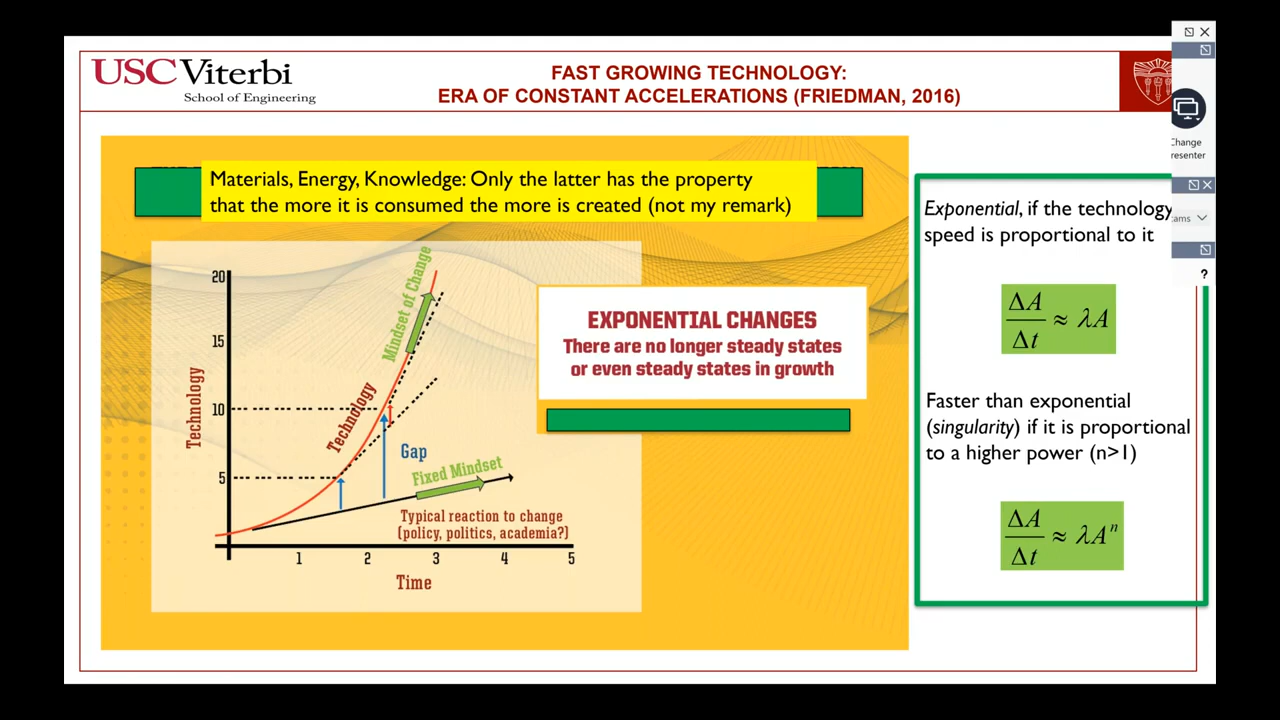 USC Viterbi
School of Engineering
FAST GROWING TECHNOLOGY:
ERA OF CONSTANT ACCELERATIONS (FRIEDMAN, 2016)
Change
resenter
ams
?
Materials, Energy, Knowledge: Only the latter has the property
that the more it is consumed the more is created (not my remark)
20
15
10
5
Technology
Technology
Mindset of Change
Gap
Fixed Mindset
Typical reaction to change
(policy, politics, academia?)
1 2 3 4 5
Time
EXPONENTIAL CHANGES
There are no longer steady states
or even steady states in growth
Exponential, if the technology
speed is proportional to it
ΔA/Δt ≈ λA
Faster than exponential
(singularity) if it is proportional
to a higher power (n>1)
ΔA/Δt ≈ λAⁿ